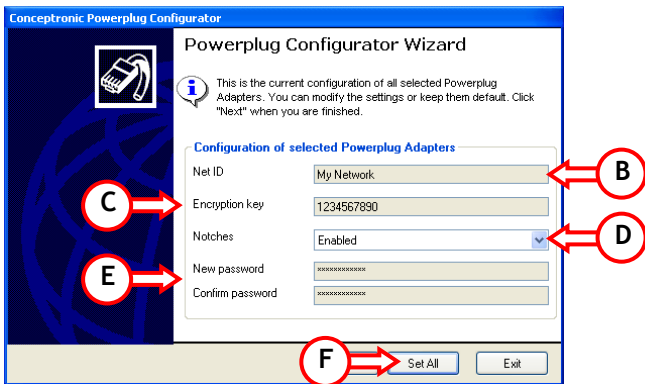 Conceptronic Powerplug Configurator
Powerplug Configurator Wizard
This is the current configuration of all selected Powerplug
Adapters. You can modify the settings or keep them default. Click
"Next" when you are finished.
Configuration of selected Powerplug Adapters
Net ID My Network B
C Encryption key 1234567890
Notches Enabled D
E New password xxxxxxxxxxxx
Confirm password xxxxxxxxxxxx
F Set All Exit